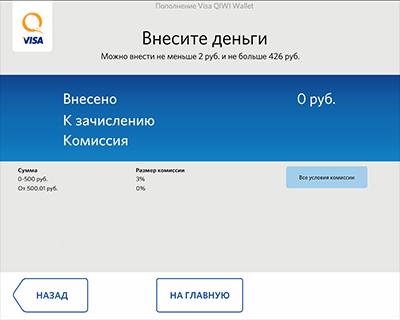 Пополнение Visa QIWI Wallet
VISA
Внесите деньги
Можно внести не меньше 2 руб. и не больше 426 руб.
Внесено 0 руб.
К зачислению
Комиссия
Сумма Размер комиссии
0-500 руб. 3%
От 500.01 руб. 0%
Все условия комиссии
НАЗАД НА ГЛАВНУЮ